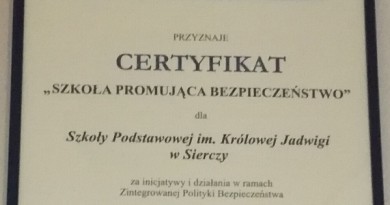 PRZYZNAJE
CERTYFIKAT
„SZKOŁA PROMUJĄCA BEZPIECZEŃSTWO”
dla
Szkoły Podstawowej im. Królowej Jadwigi
w Sierczy
za inicjatywy i działania w ramach
Zintegrowanej Polityki Bezpieczeństwa